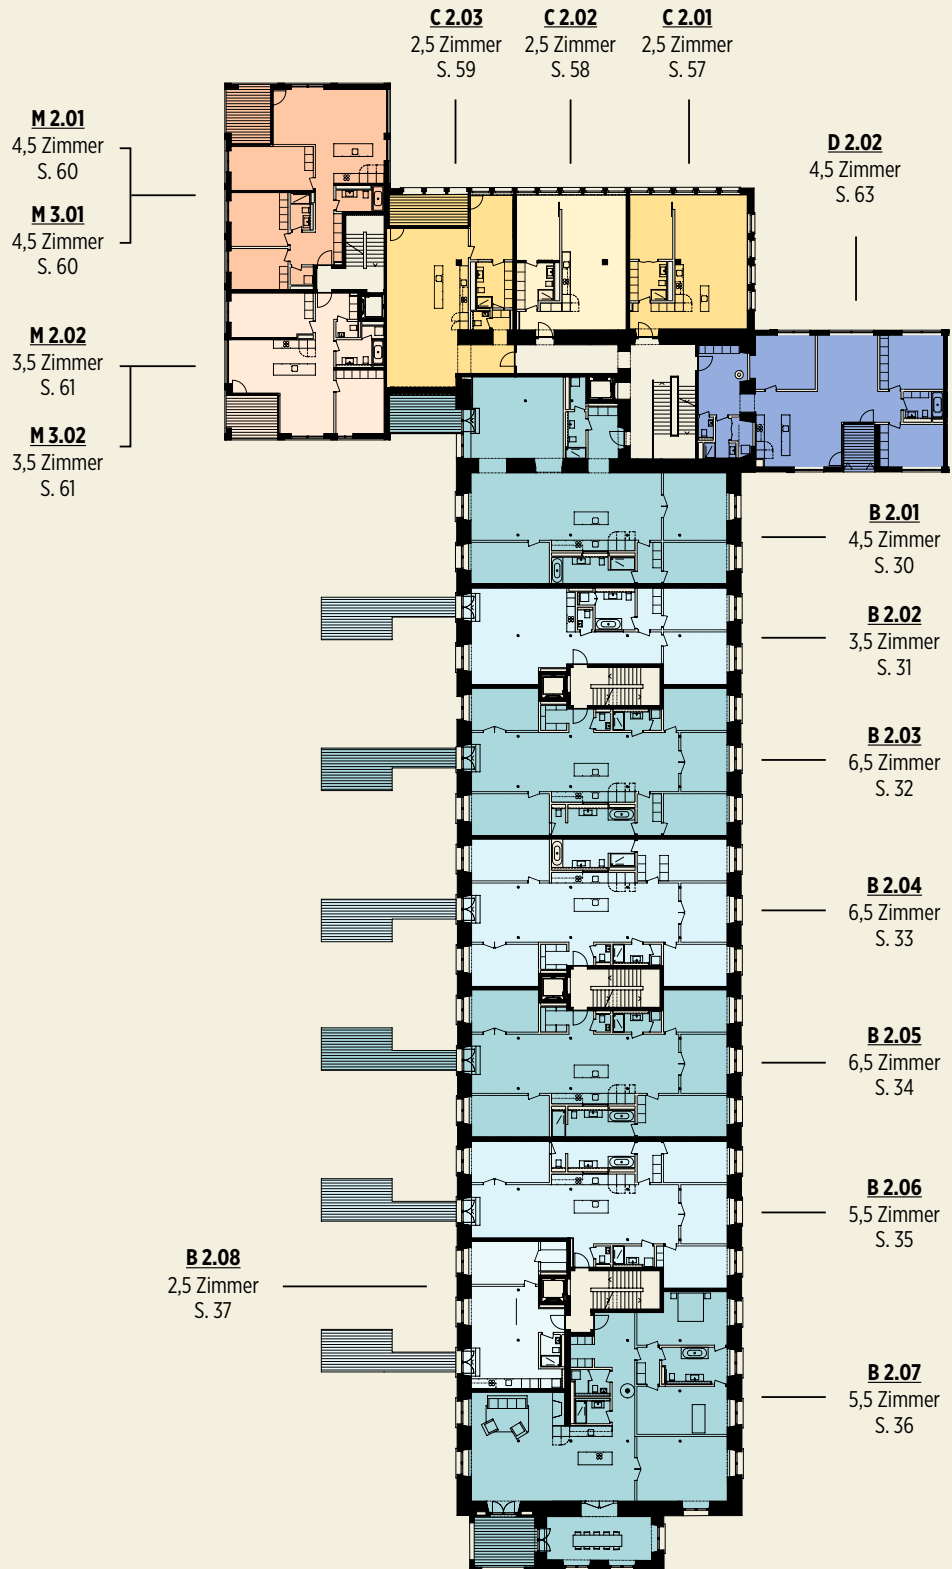 C 2.03
2,5 Zimmer
S. 59
C 2.02
2,5 Zimmer
S. 58
C 2.01
2,5 Zimmer
S. 57
M 2.01
4,5 Zimmer
S. 60
M 3.01
4,5 Zimmer
S. 60
D 2.02
4,5 Zimmer
S. 63
M 2.02
3,5 Zimmer
S. 61
M 3.02
3,5 Zimmer
S. 61
B 2.01
4,5 Zimmer
S. 30
B 2.02
3,5 Zimmer
S. 31
B 2.03
6,5 Zimmer
S. 32
B 2.04
6,5 Zimmer
S. 33
B 2.05
6,5 Zimmer
S. 34
B 2.06
5,5 Zimmer
S. 35
B 2.08
2,5 Zimmer
S. 37
B 2.07
5,5 Zimmer
S. 36